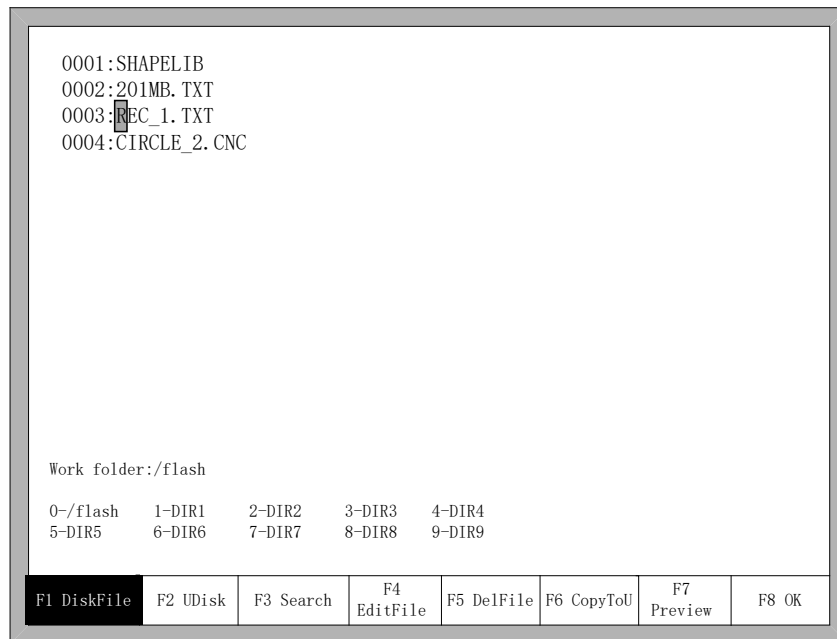 0001:SHAPELIB
0002:201MB.TXT
0003:REC_1.TXT
0004:CIRCLE_2.CNC
Work folder:/flash
0-/flash 1-DIR1 2-DIR2 3-DIR3 4-DIR4
5-DIR5 6-DIR6 7-DIR7 8-DIR8 9-DIR9
F1 DiskFile F2 UDisk F3 Search F4 EditFile F5 DelFile F6 CopyToU F7 Preview F8 OK